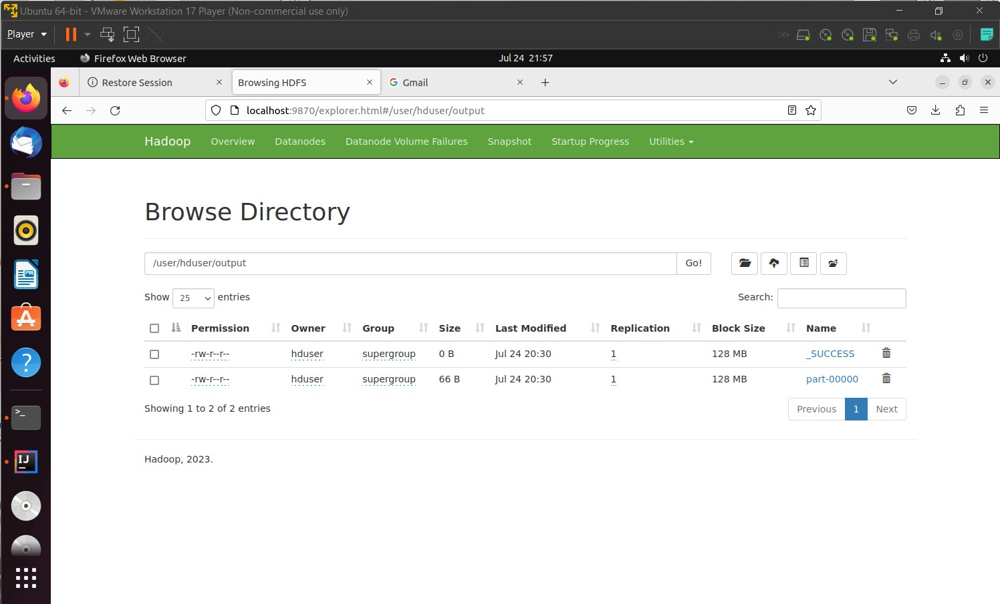 Ubuntu 64-bit - VMware Workstation 17 Player (Non-commercial use only)
Player
Activities Firefox Web Browser Jul 24 21:57
Restore Session Browsing HDFS Gmail
localhost:9870/explorer.html#/user/hduser/output
Hadoop Overview Datanodes Datanode Volume Failures Snapshot Startup Progress Utilities
Browse Directory
/user/hduser/output Go!
Show 25 entries Search:
Permission Owner Group Size Last Modified Replication Block Size Name
-rw-r--r-- hduser supergroup 0 B Jul 24 20:30 1 128 MB _SUCCESS
-rw-r--r-- hduser supergroup 66 B Jul 24 20:30 1 128 MB part-00000
Showing 1 to 2 of 2 entries Previous 1 Next
Hadoop, 2023.